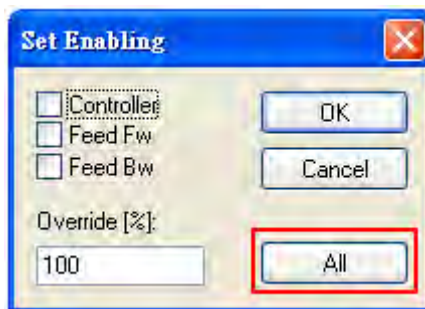 Set Enabling
Controller
Feed Fw
Feed Bw
OK
Cancel
Override [%]:
100
All